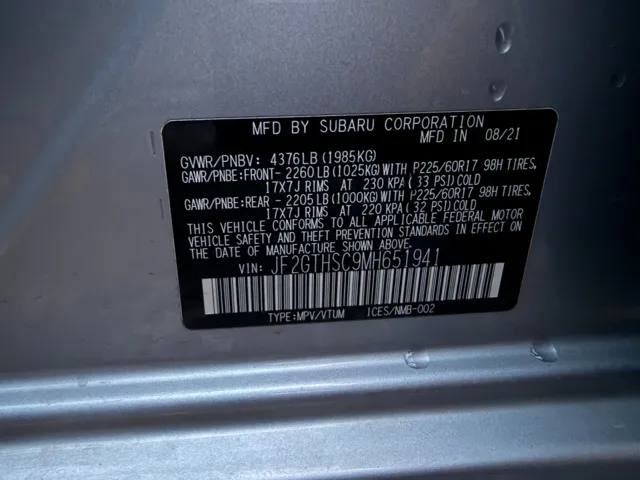 MFD BY SUBARU CORPORATION
MFD IN 08/21
GVWR/PNBV: 4376LB(1985KG)
GAWR/PNBE:FRONT- 2260LB(1025KG)WITH P225/60R17 98H TIRES,
17X7J RIMS AT 230 KPA( 33 PSI)COLD
GAWR/PNBE:REAR - 2205LB(1000KG)WITH P225/60R17 98H TIRES,
17X7J RIMS AT 220 KPA( 32 PSI)COLD
THIS VEHICLE CONFORMS TO ALL APPLICABLE FEDERAL MOTOR
VEHICLE SAFETY AND BUMPER STANDARDS IN EFFECT ON
THE DATE OF MANUFACTURE SHOWN ABOVE.
VIN: JF2GTHSC9MH651941
TYPE:MPV/VTUM ICES/NMB-002